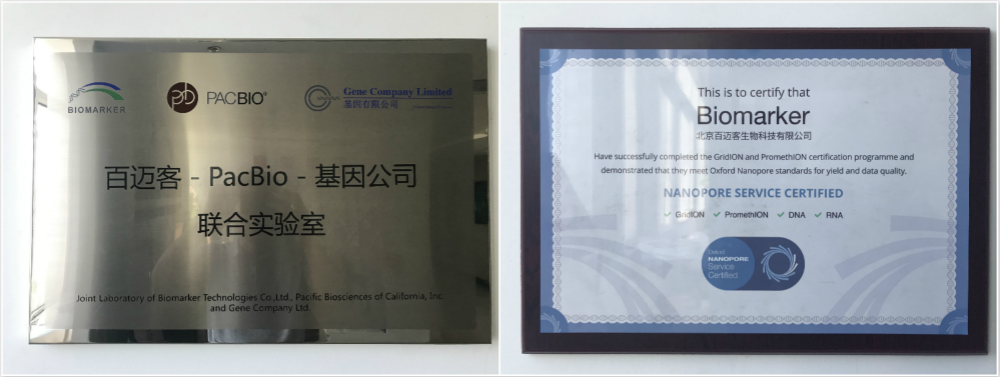 BIOMARKER
PACBIO®
Gene Company Limited
基因有限公司
百迈客 - PacBio - 基因公司
联合实验室
Joint Laboratory of Biomarker Technologies Co.,Ltd., Pacific Biosciences of California, Inc.
and Gene Company Ltd.
This is to certify that
Biomarker
北京百迈客生物科技有限公司
Have successfully completed the GridION and PromethION certification programme and
demonstrated that they meet Oxford Nanopore standards for yield and data quality.
NANOPORE SERVICE CERTIFIED
GridION PromethION DNA RNA
Oxford
NANOPORE
Service
Certified